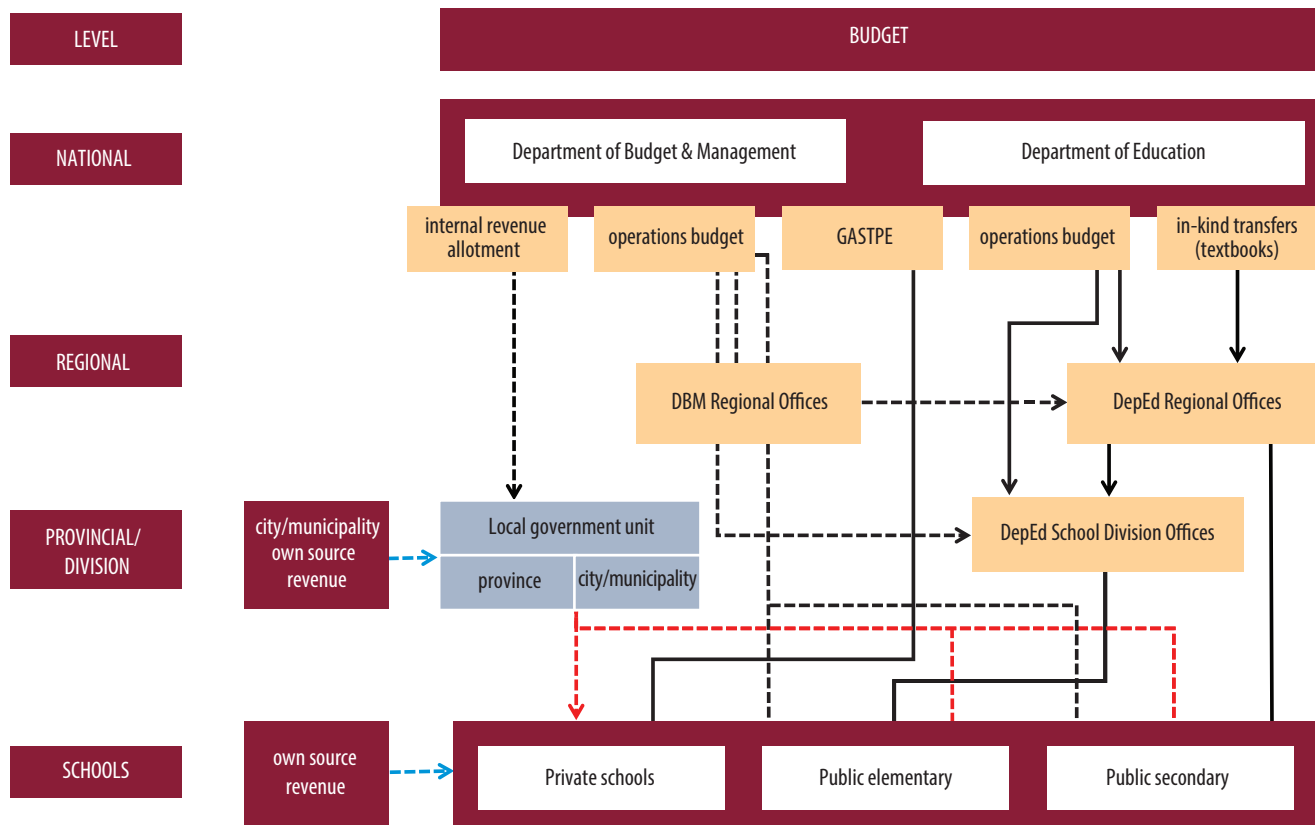 LEVEL
BUDGET
NATIONAL
Department of Budget & Management
Department of Education
internal revenue
allotment
operations budget
GASTPE
operations budget
in-kind transfers
(textbooks)
REGIONAL
DBM Regional Offices
DepEd Regional Offices
PROVINCIAL/
DIVISION
city/municipality
own source
revenue
Local government unit
province
city/municipality
DepEd School Division Offices
SCHOOLS
own source
revenue
Private schools
Public elementary
Public secondary